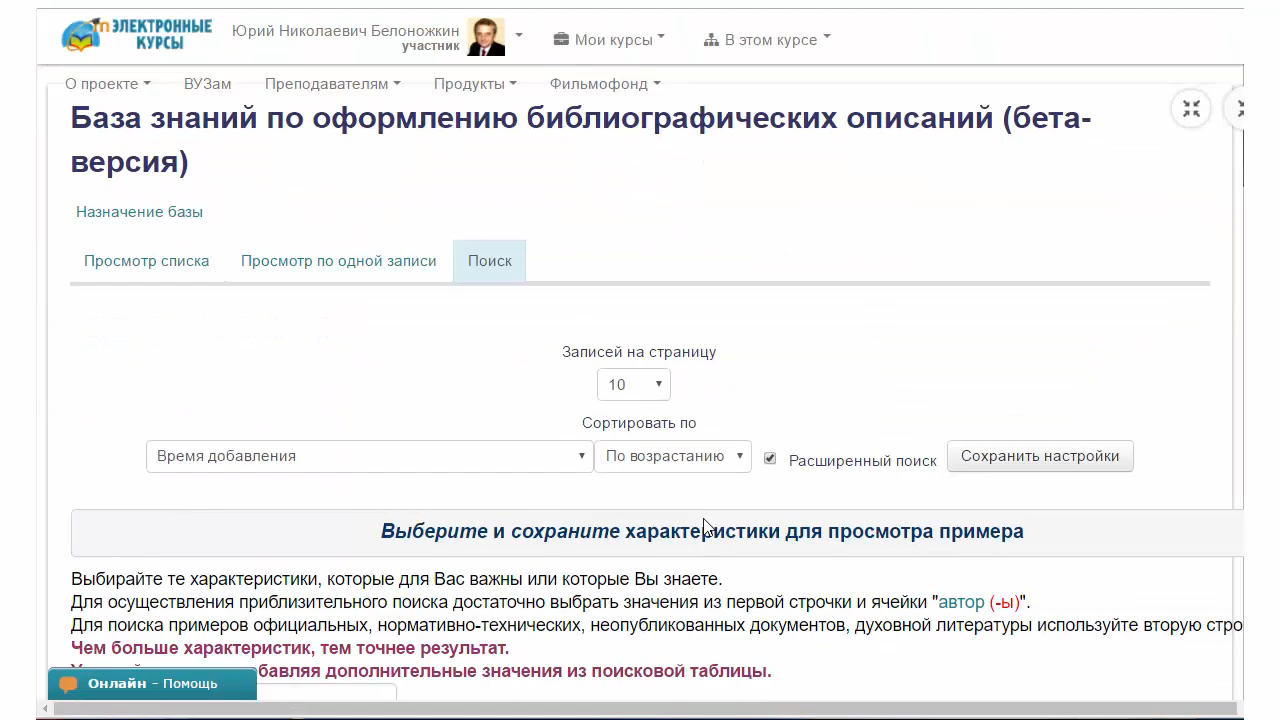 ЭЛЕКТРОННЫЕ
КУРСЫ
Юрий Николаевич Белоножкин
участник
Мои курсы
В этом курсе
О проекте
ВУЗам
Преподавателям
Продукты
Фильмофонд
База знаний по оформлению библиографических описаний (бета-
версия)
Назначение базы
Просмотр списка
Просмотр по одной записи
Поиск
Записей на страницу
10
Сортировать по
Время добавления
По возрастанию
Расширенный поиск
Сохранить настройки
Выберите и сохраните характеристики для просмотра примера
Выбирайте те характеристики, которые для Вас важны или которые Вы знаете.
Для осуществления приблизительного поиска достаточно выбрать значения из первой строчки и ячейки "автор (-ы)".
Для поиска примеров официальных, нормативно-технических, неопубликованных документов, духовной литературы используйте вторую стро
Чем больше характеристик, тем точнее результат.
бавляя дополнительные значения из поисковой таблицы.
Онлайн - Помощь